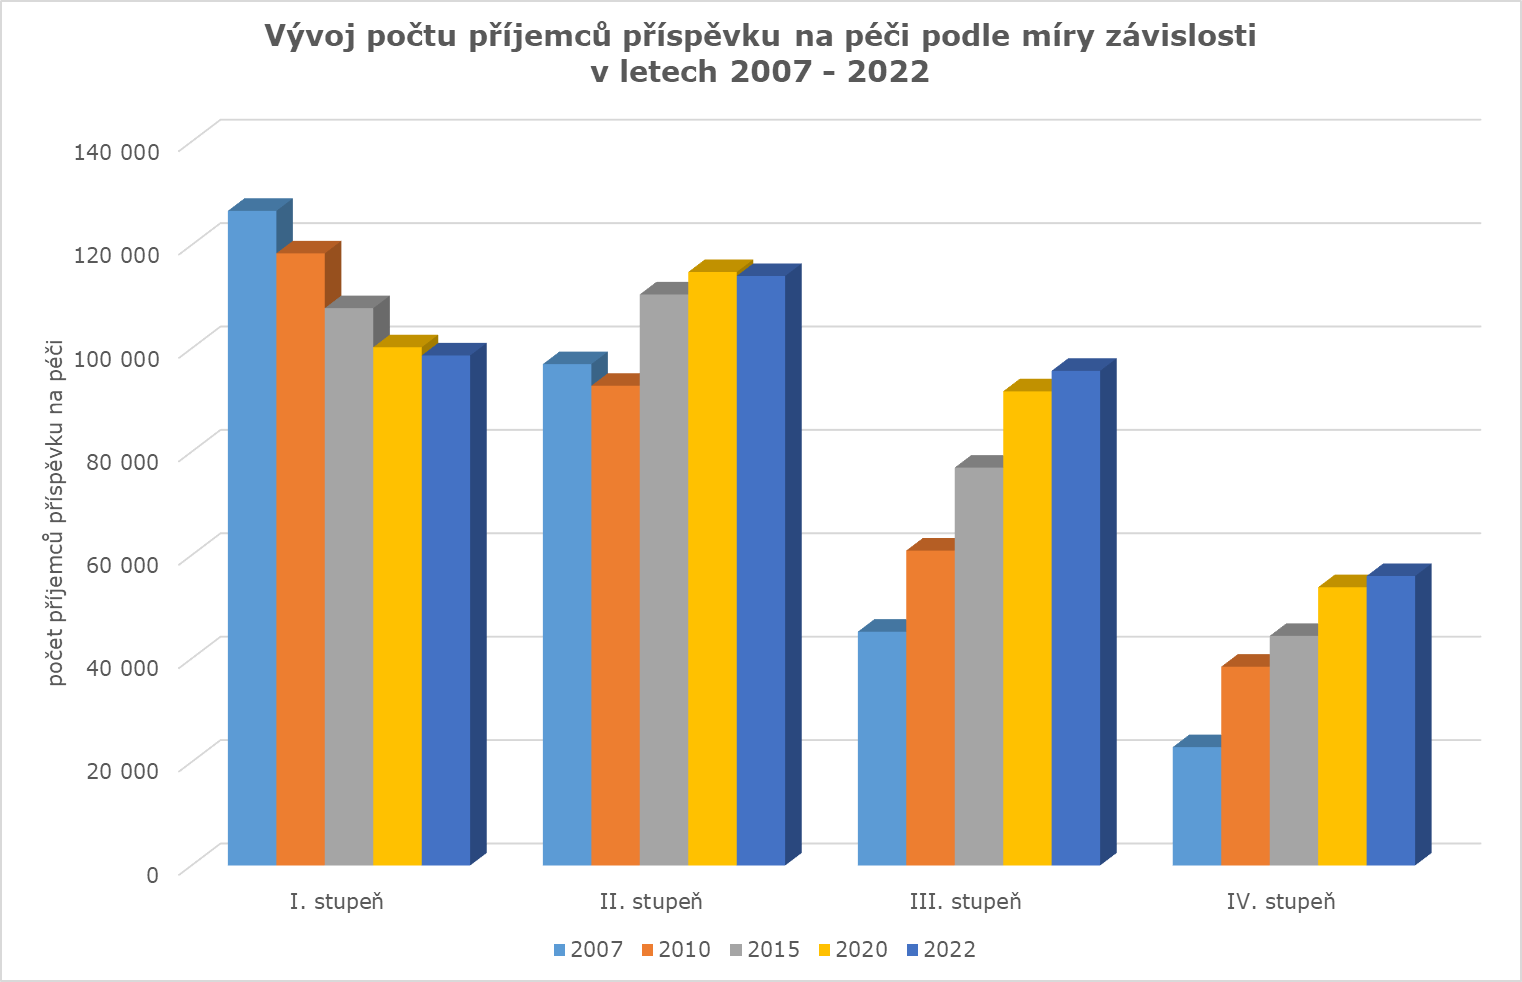 Vývoj počtu příjemců příspěvku na péči podle míry závislosti
v letech 2007 - 2022
počet příjemců příspěvku na péči
140 000
120 000
100 000
80 000
60 000
40 000
20 000
0
I. stupeň
II. stupeň
III. stupeň
IV. stupeň
2007
2010
2015
2020
2022